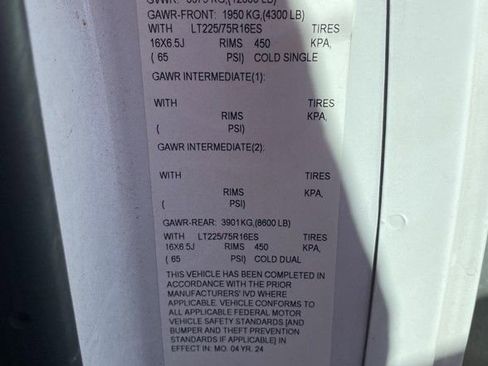 GAWR-FRONT: 1950 KG,(4300 LB)
WITH LT225/75R16ES TIRES
16X6.5J RIMS 450 KPA,
( 65 PSI) COLD SINGLE
GAWR INTERMEDIATE(1):
WITH TIRES
RIMS KPA,
( PSI)
GAWR INTERMEDIATE(2):
WITH TIRES
RIMS KPA,
( PSI)
GAWR-REAR: 3901KG,(8600 LB)
WITH LT225/75R16ES TIRES
16X6.5J RIMS 450 KPA,
( 65 PSI) COLD DUAL
THIS VEHICLE HAS BEEN COMPLETED IN
ACCORDANCE WITH THE PRIOR
MANUFACTURERS' IVD WHERE
APPLICABLE. VEHICLE CONFORMS TO
ALL APPLICABLE FEDERAL MOTOR
VEHICLE SAFETY STANDARDS [AND
BUMPER AND THEFT PREVENTION
STANDARDS IF APPLICABLE] IN
EFFECT IN: MO. 04 YR. 24